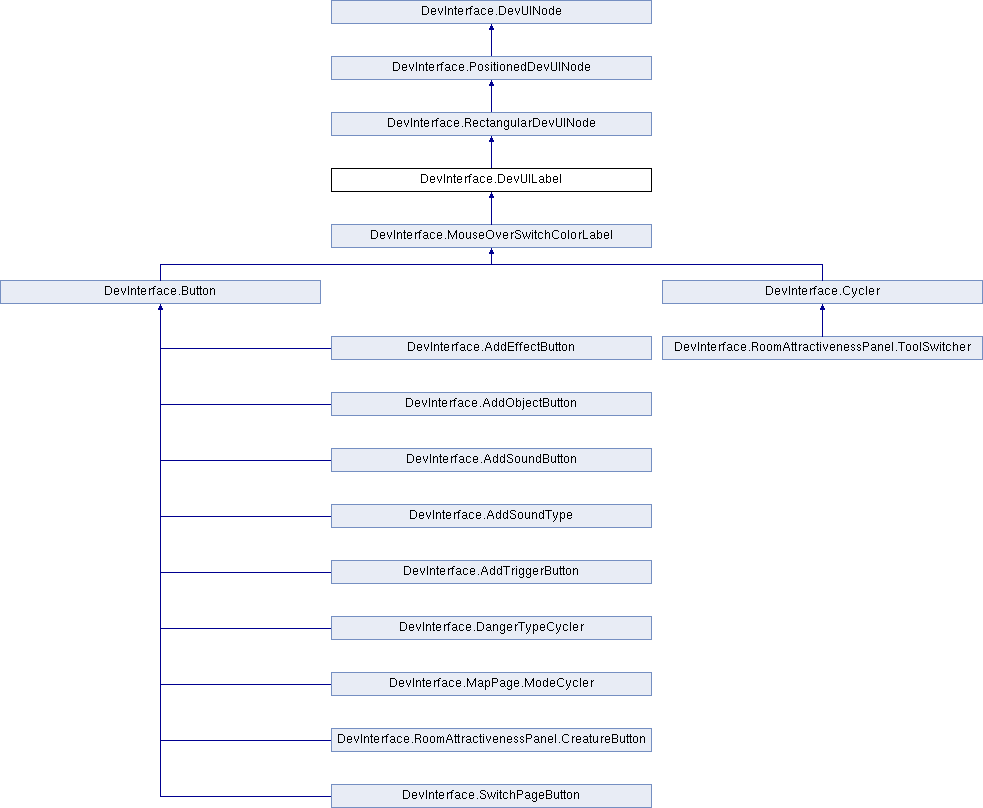 DevInterface.DevUINode
DevInterface.PositionedDevUINode
DevInterface.RectangularDevUINode
DevInterface.DevUILabel
DevInterface.MouseOverSwitchColorLabel
DevInterface.Button
DevInterface.Cycler
DevInterface.AddEffectButton
DevInterface.RoomAttractivenessPanel.ToolSwitcher
DevInterface.AddObjectButton
DevInterface.AddSoundButton
DevInterface.AddSoundType
DevInterface.AddTriggerButton
DevInterface.DangerTypeCycler
DevInterface.MapPage.ModeCycler
DevInterface.RoomAttractivenessPanel.CreatureButton
DevInterface.SwitchPageButton